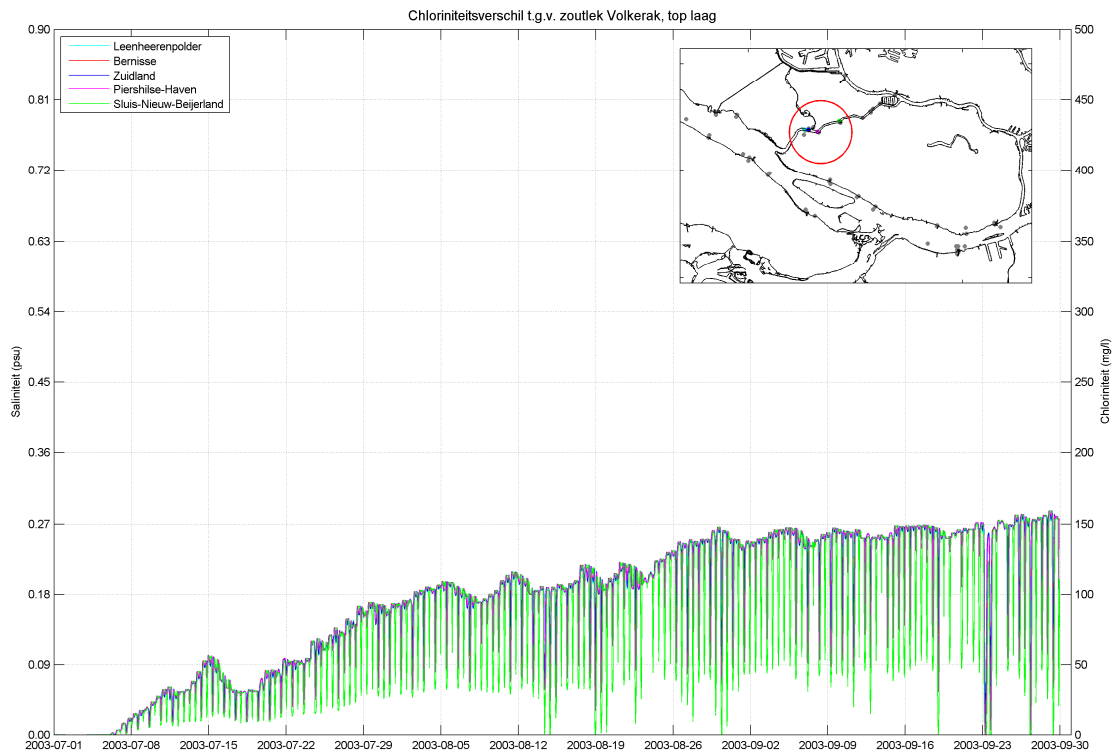 Chloriniteitsverschil t.g.v. zoutlek Volkerak, top laag
0.90
0.81
0.72
0.63
0.54
0.45
0.36
0.27
0.18
0.09
0.00
Saliniteit (psu)
Leenheerenpolder
Bernisse
Zuidland
Piershilse-Haven
Sluis-Nieuw-Beijerland
500
450
400
350
300
250
200
150
100
50
0
Chloriniteit (mg/l)
2003-07-01 2003-07-08 2003-07-15 2003-07-22 2003-07-29 2003-08-05 2003-08-12 2003-08-19 2003-08-26 2003-09-02 2003-09-09 2003-09-16 2003-09-23 2003-09-30